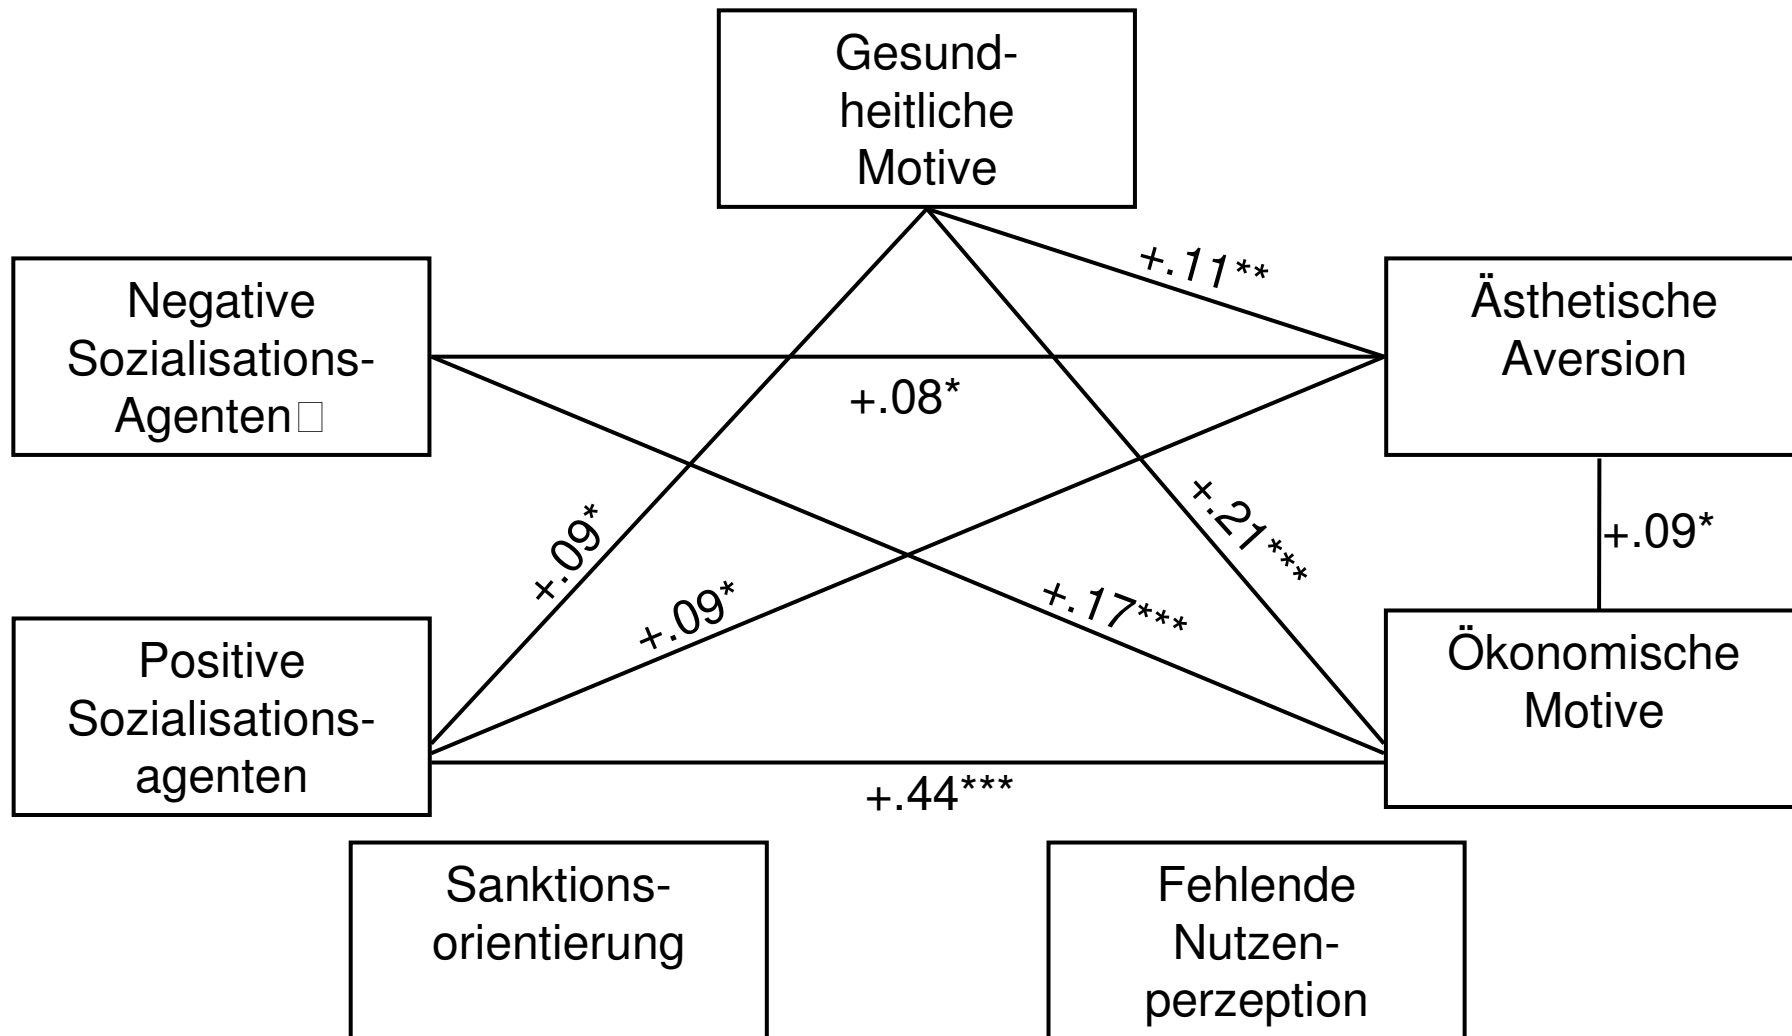 Gesund-
heitliche
Motive
+.11**
Negative
Sozialisations-
Agenten□
Ästhetische
Aversion
+.08*
+.09*
+.09*
+.17***
+.21***
+.09*
Positive
Sozialisations-
agenten
Ökonomische
Motive
+.44***
Sanktions-
orientierung
Fehlende
Nutzen-
perzeption